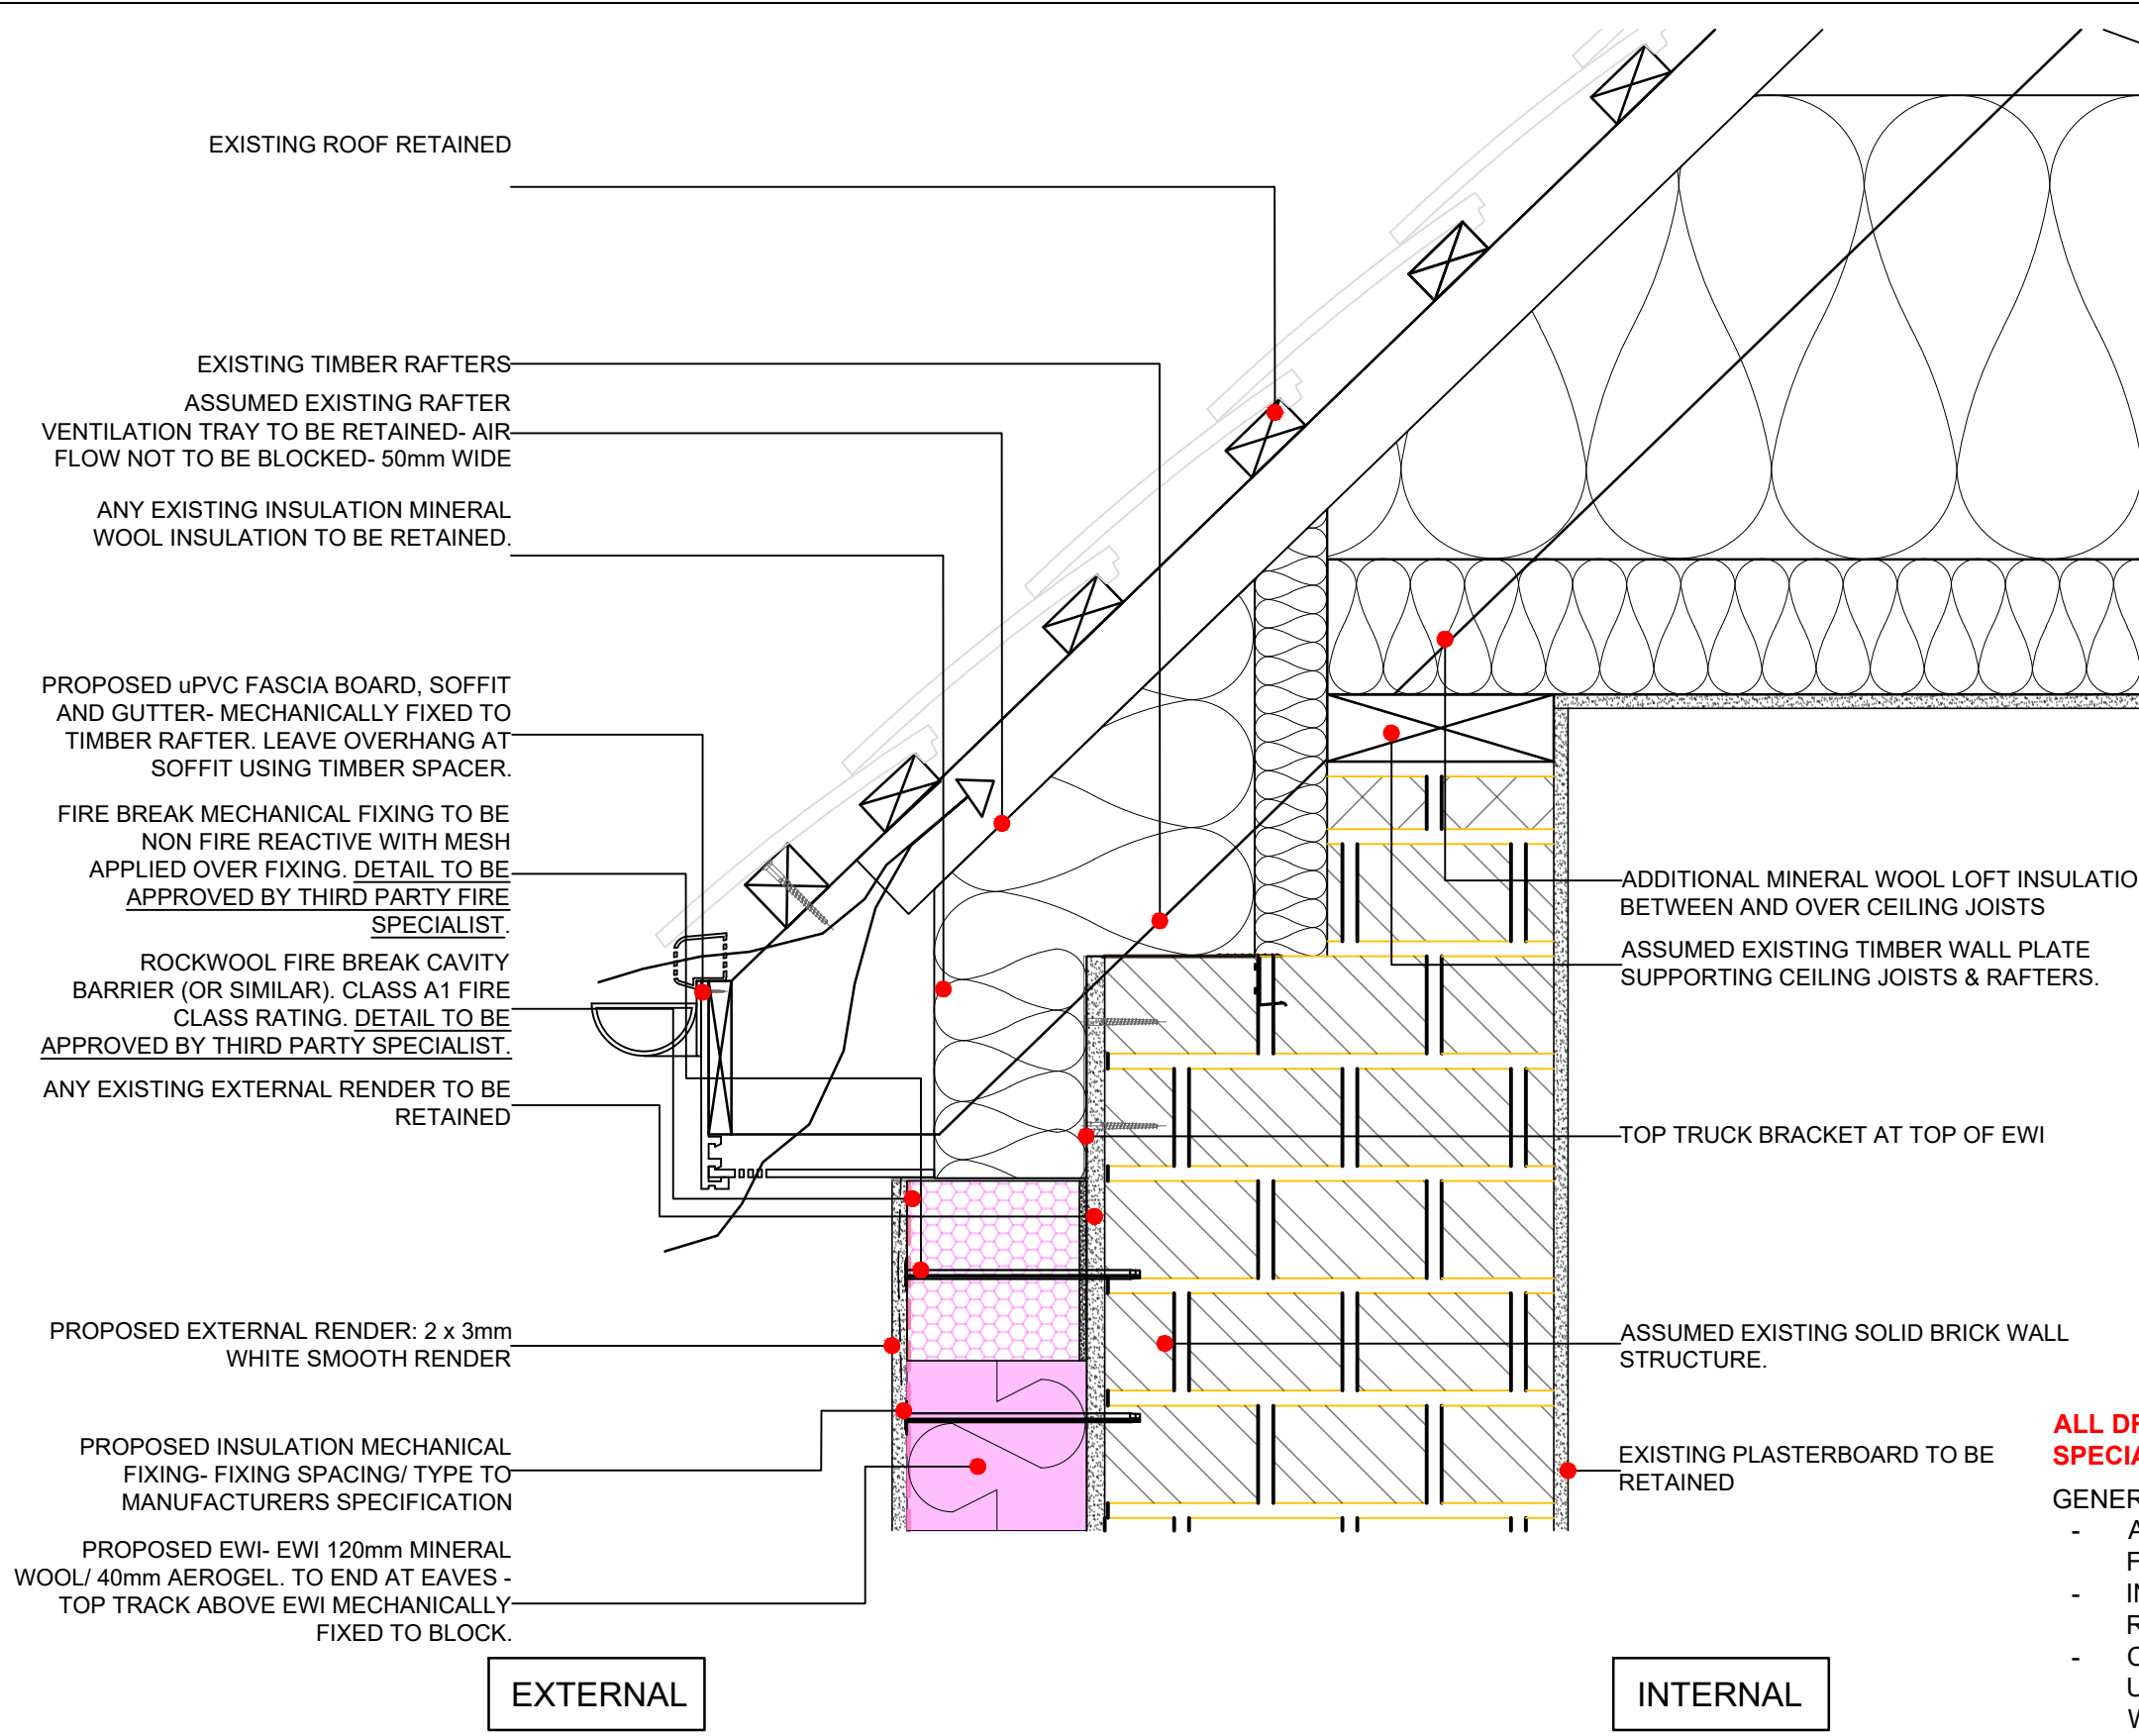 EXISTING ROOF RETAINED
EXISTING TIMBER RAFTERS
ASSUMED EXISTING RAFTER
VENTILATION TRAY TO BE RETAINED- AIR
FLOW NOT TO BE BLOCKED- 50mm WIDE
ANY EXISTING INSULATION MINERAL
WOOL INSULATION TO BE RETAINED.
PROPOSED uPVC FASCIA BOARD, SOFFIT
AND GUTTER- MECHANICALLY FIXED TO
TIMBER RAFTER. LEAVE OVERHANG AT
SOFFIT USING TIMBER SPACER.
FIRE BREAK MECHANICAL FIXING TO BE
NON FIRE REACTIVE WITH MESH
APPLIED OVER FIXING. DETAIL TO BE
APPROVED BY THIRD PARTY FIRE
SPECIALIST.
ROCKWOOL FIRE BREAK CAVITY
BARRIER (OR SIMILAR). CLASS A1 FIRE
CLASS RATING. DETAIL TO BE
APPROVED BY THIRD PARTY SPECIALIST.
ANY EXISTING EXTERNAL RENDER TO BE
RETAINED
PROPOSED EXTERNAL RENDER: 2 x 3mm
WHITE SMOOTH RENDER
PROPOSED INSULATION MECHANICAL
FIXING- FIXING SPACING/ TYPE TO
MANUFACTURERS SPECIFICATION
PROPOSED EWI- EWI 120mm MINERAL
WOOL/ 40mm AEROGEL. TO END AT EAVES -
TOP TRACK ABOVE EWI MECHANICALLY
FIXED TO BLOCK.
EXTERNAL
ADDITIONAL MINERAL WOOL LOFT INSULATIO
BETWEEN AND OVER CEILING JOISTS
ASSUMED EXISTING TIMBER WALL PLATE
SUPPORTING CEILING JOISTS & RAFTERS.
TOP TRUCK BRACKET AT TOP OF EWI
ASSUMED EXISTING SOLID BRICK WALL
STRUCTURE.
EXISTING PLASTERBOARD TO BE
RETAINED
INTERNAL
ALL
GENER
-
-
-